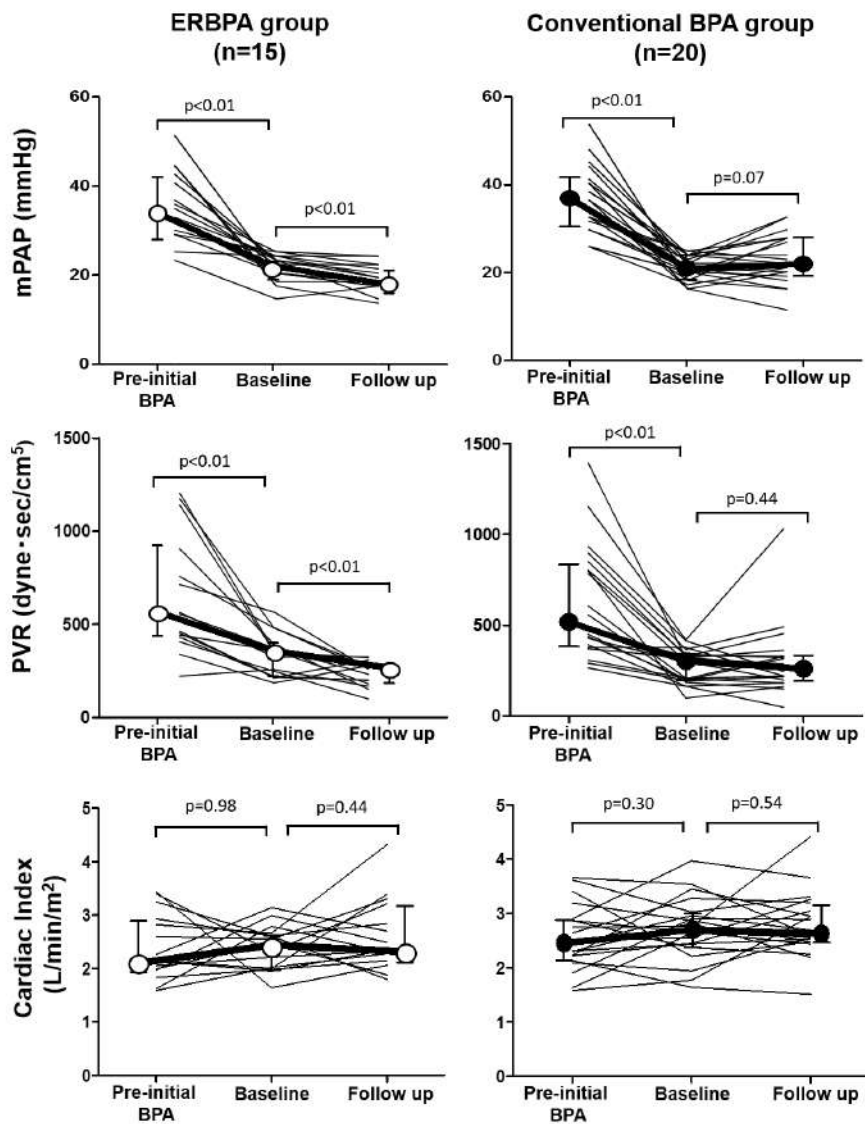 ERBPA group
(n=15)
Conventional BPA group
(n=20)
mPAP (mmHg)
60
40
20
0
p<0.01
p<0.01
Pre-initial
BPA
Baseline
Follow up
60
40
20
0
p<0.01
p=0.07
Pre-initial
BPA
Baseline
Follow up
PVR (dyne·sec/cm⁵)
1500
1000
500
0
p<0.01
p<0.01
Pre-initial
BPA
Baseline
Follow up
1500
1000
500
0
p<0.01
p=0.44
Pre-initial
BPA
Baseline
Follow up
Cardiac Index
(L/min/m²)
5
4
3
2
1
0
p=0.98
p=0.44
Pre-initial
BPA
Baseline
Follow up
5
4
3
2
1
0
p=0.30
p=0.54
Pre-initial
BPA
Baseline
Follow up